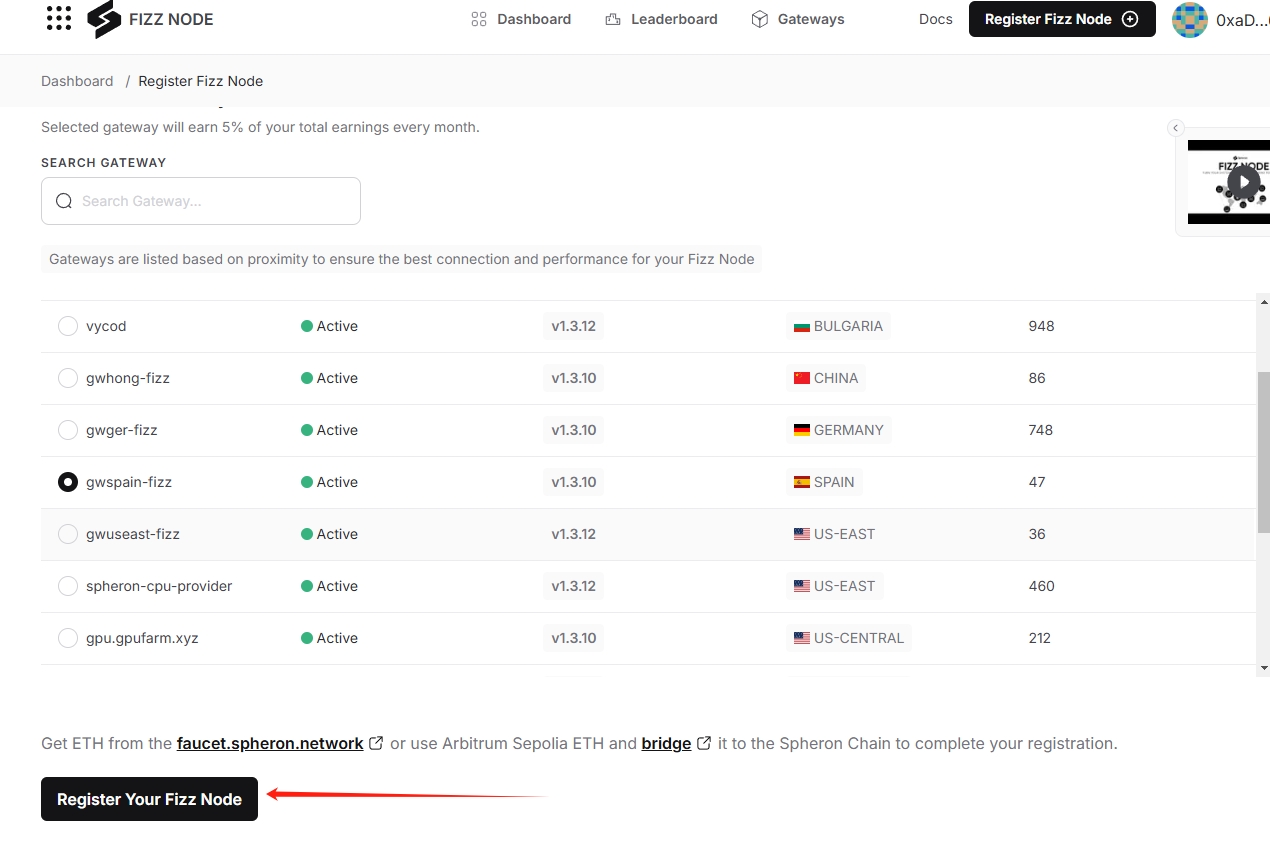 FIZZ NODE
Dashboard
Leaderboard
Gateways
Docs
Register Fizz Node
0xaD...
Dashboard / Register Fizz Node
Selected gateway will earn 5% of your total earnings every month.
SEARCH GATEWAY
Search Gateway...
FIZZ NODE
Gateways are listed based on proximity to ensure the best connection and performance for your Fizz Node
vycod Active v1.3.12 BULGARIA 948
gwhong-fizz Active v1.3.10 CHINA 86
gwger-fizz Active v1.3.10 GERMANY 748
gwspain-fizz Active v1.3.10 SPAIN 47
gwuseast-fizz Active v1.3.12 US-EAST 36
spheron-cpu-provider Active v1.3.12 US-EAST 460
gpu.gpufarm.xyz Active v1.3.10 US-CENTRAL 212
Get ETH from the faucet.spheron.network or use Arbitrum Sepolia ETH and bridge it to the Spheron Chain to complete your registration.
Register Your Fizz Node